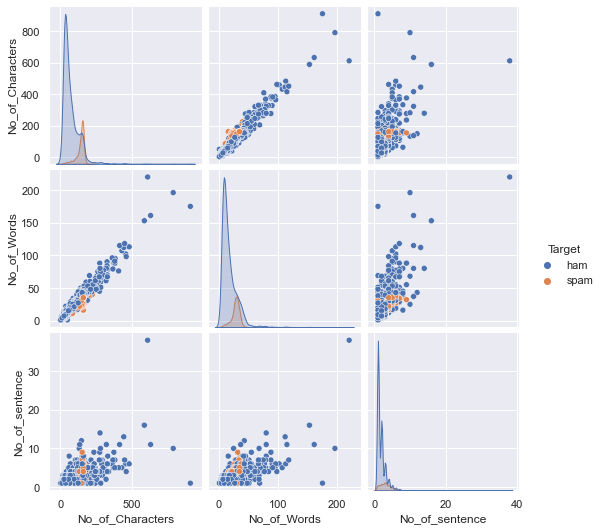 No_of_Characters
800
600
400
200
0
No_of_Words
200
150
100
50
0
Target
ham
spam
No_of_sentence
30
20
10
0
0 500
0 100 200
0 20 40
No_of_Characters No_of_Words No_of_sentence